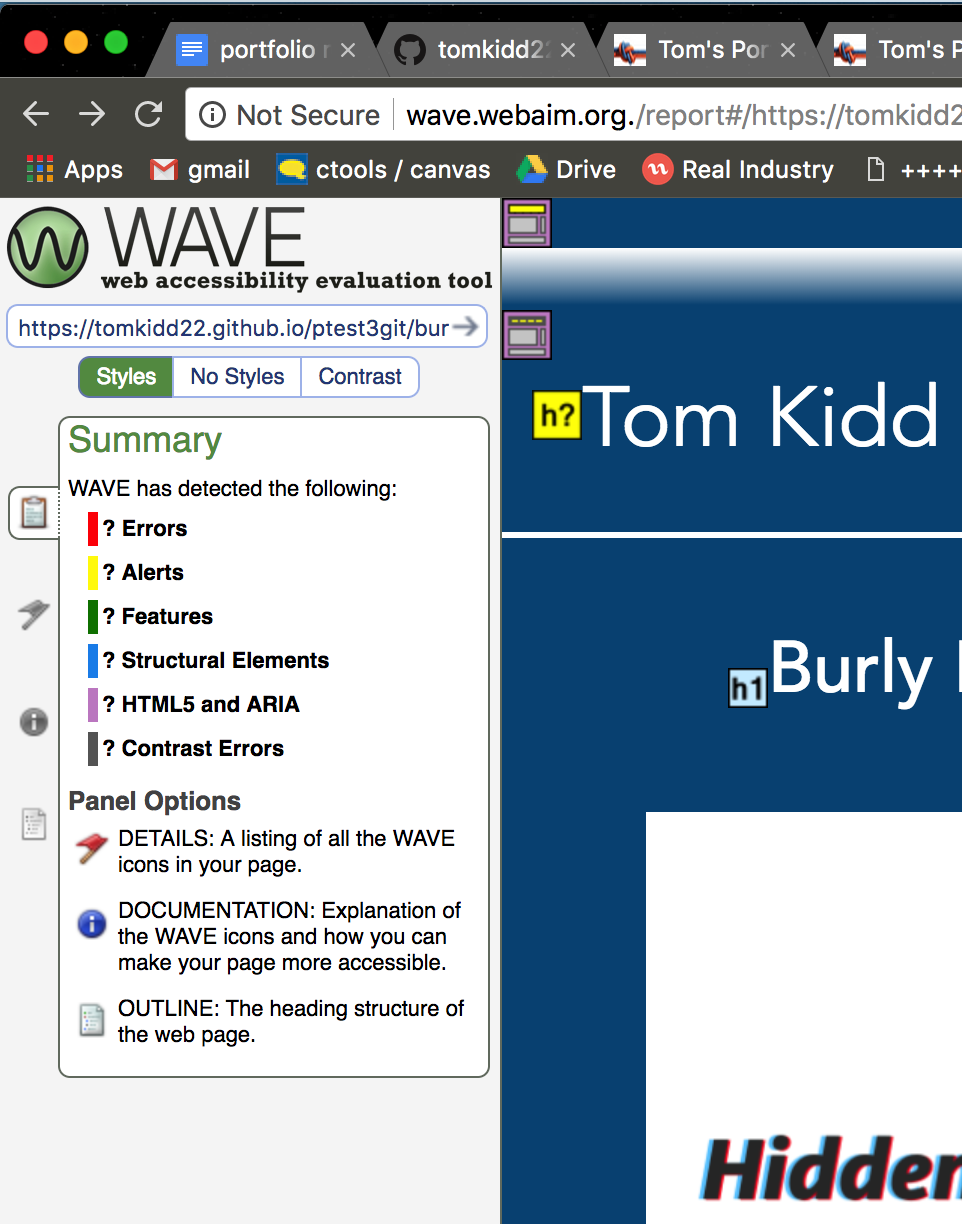 portfolio
tomkidd22
Tom's Por
Tom's P
Not Secure
wave.webaim.org./report#/https://tomkidd2
Apps
gmail
ctools / canvas
Drive
Real Industry
++++
WAVE
web accessibility evaluation tool
https://tomkidd22.github.io/ptest3git/bur
Styles
No Styles
Contrast
Summary
WAVE has detected the following:
? Errors
? Alerts
? Features
? Structural Elements
? HTML5 and ARIA
? Contrast Errors
Panel Options
DETAILS: A listing of all the WAVE
icons in your page.
DOCUMENTATION: Explanation of
the WAVE icons and how you can
make your page more accessible.
OUTLINE: The heading structure of
the web page.
h? Tom Kidd
h1 Burly
Hidden